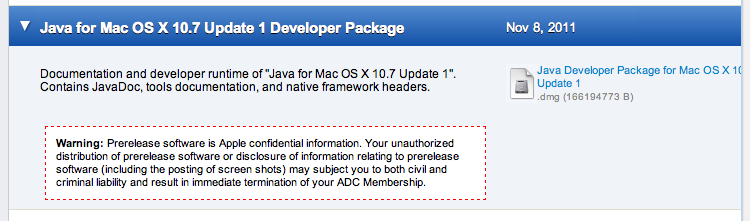 Java for Mac OS X 10.7 Update 1 Developer Package Nov 8, 2011
Documentation and developer runtime of "Java for Mac OS X 10.7 Update 1".
Contains JavaDoc, tools documentation, and native framework headers.
Java Developer Package for Mac OS X 10
Update 1
.dmg (166194773 B)
Warning: Prerelease software is Apple confidential information. Your unauthorized
distribution of prerelease software or disclosure of information relating to prerelease
software (including the posting of screen shots) may subject you to both civil and
criminal liability and result in immediate termination of your ADC Membership.